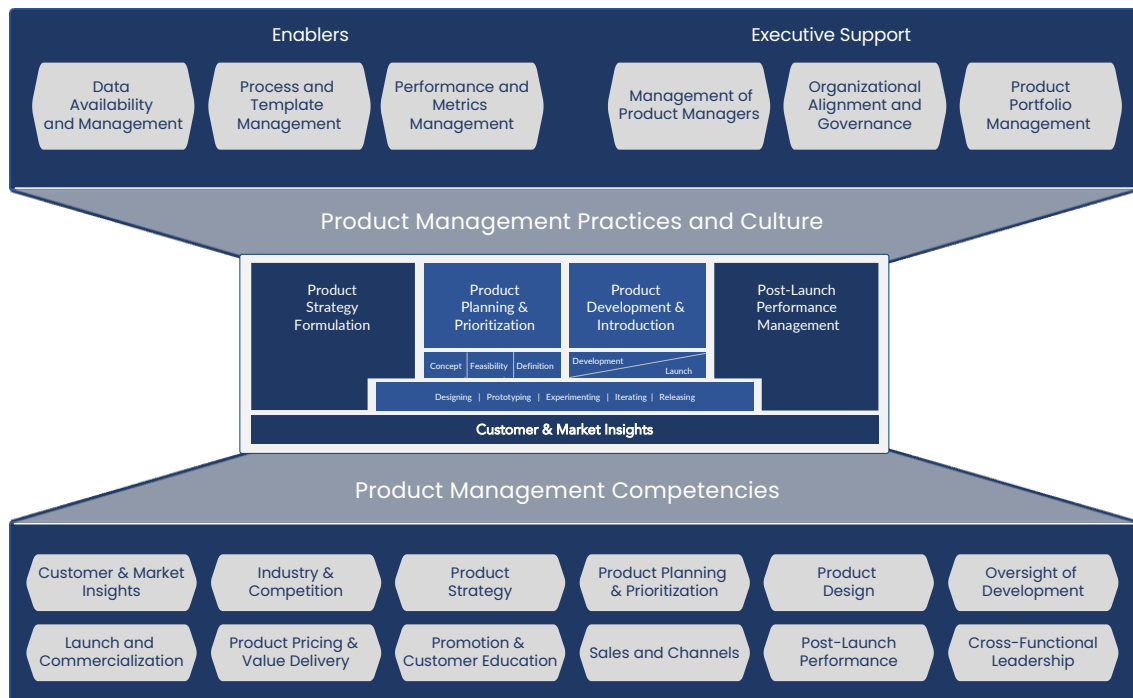 Enablers
Executive Support
Data
Availability
and Management
Process and
Template
Management
Performance and
Metrics
Management
Management of
Product Managers
Organizational
Alignment and
Governance
Product
Portfolio
Management
Product Management Practices and Culture
Product
Strategy
Formulation
Product
Planning &
Prioritization
Product
Development &
Introduction
Post-Launch
Performance
Management
Concept
Feasibility
Definition
Development
Launch
Designing | Prototyping | Experimenting | Iterating | Releasing
Customer & Market Insights
Product Management Competencies
Customer & Market
Insights
Industry &
Competition
Product
Strategy
Product Planning
& Prioritization
Product
Design
Oversight of
Development
Launch and
Commercialization
Product Pricing &
Value Delivery
Promotion &
Customer Education
Sales and Channels
Post-Launch
Performance
Cross-Functional
Leadership